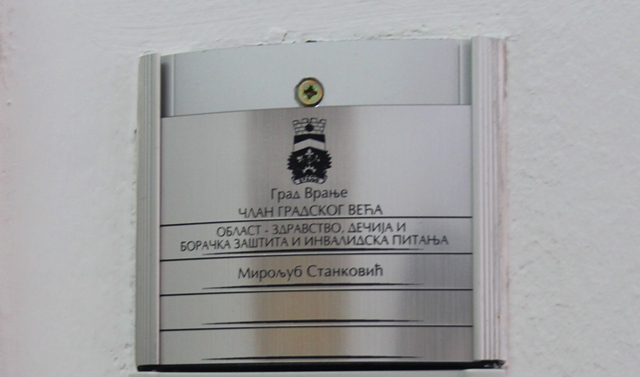 Град Врање
ЧЛАН ГРАДСКОГ ВЕЋА
ОБЛАСТ - ЗДРАВСТВО, ДЕЧИЈА И
БОРАЧКА ЗАШТИТА И ИНВАЛИДСКА ПИТАЊА
Мирољуб Станковић